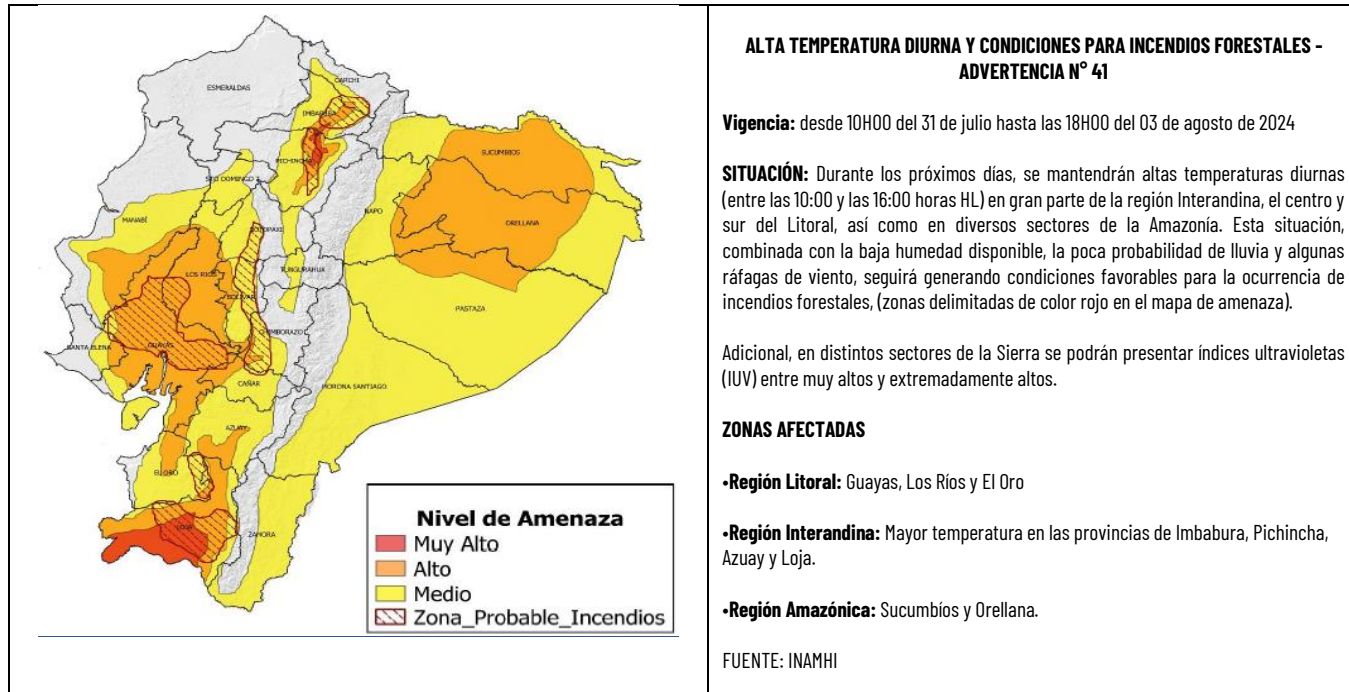 ESMERALDAS
CARCHI
IMBABURA
PICHINCHA
SUCUMBIOS
MANABÍ
NAPO
ORELLANA
COTOPAXI
LOS RIOS
TUNGURAHUA
BOLIVAR
PASTAZA
CHIMBORAZO
SANTA ELENA
GUAYAS
CAÑAR
MORONA SANTIAGO
AZUAY
EL ORO
LOJA
ZAMORA
Nivel de Amenaza
Muy Alto
Alto
Medio
Zona_Probable_Incendios
ALTA TEMPERATURA DIURNA Y CONDICIONES PARA INCENDIOS FORESTALES -
ADVERTENCIA N° 41
Vigencia: desde 10H00 del 31 de julio hasta las 18H00 del 03 de agosto de 2024
SITUACIÓN: Durante los próximos días, se mantendrán altas temperaturas diurnas
(entre las 10:00 y las 16:00 horas HL) en gran parte de la región Interandina, el centro y
sur del Litoral, así como en diversos sectores de la Amazonía. Esta situación,
combinada con la baja humedad disponible, la poca probabilidad de lluvia y algunas
ráfagas de viento, seguirá generando condiciones favorables para la ocurrencia de
incendios forestales, (zonas delimitadas de color rojo en el mapa de amenaza).
Adicional, en distintos sectores de la Sierra se podrán presentar índices ultravioletas
(IUV) entre muy altos y extremadamente altos.
ZONAS AFECTADAS
•Región Litoral: Guayas, Los Ríos y El Oro
•Región Interandina: Mayor temperatura en las provincias de Imbabura, Pichincha,
Azuay y Loja.
•Región Amazónica: Sucumbíos y Orellana.
FUENTE: INAMHI